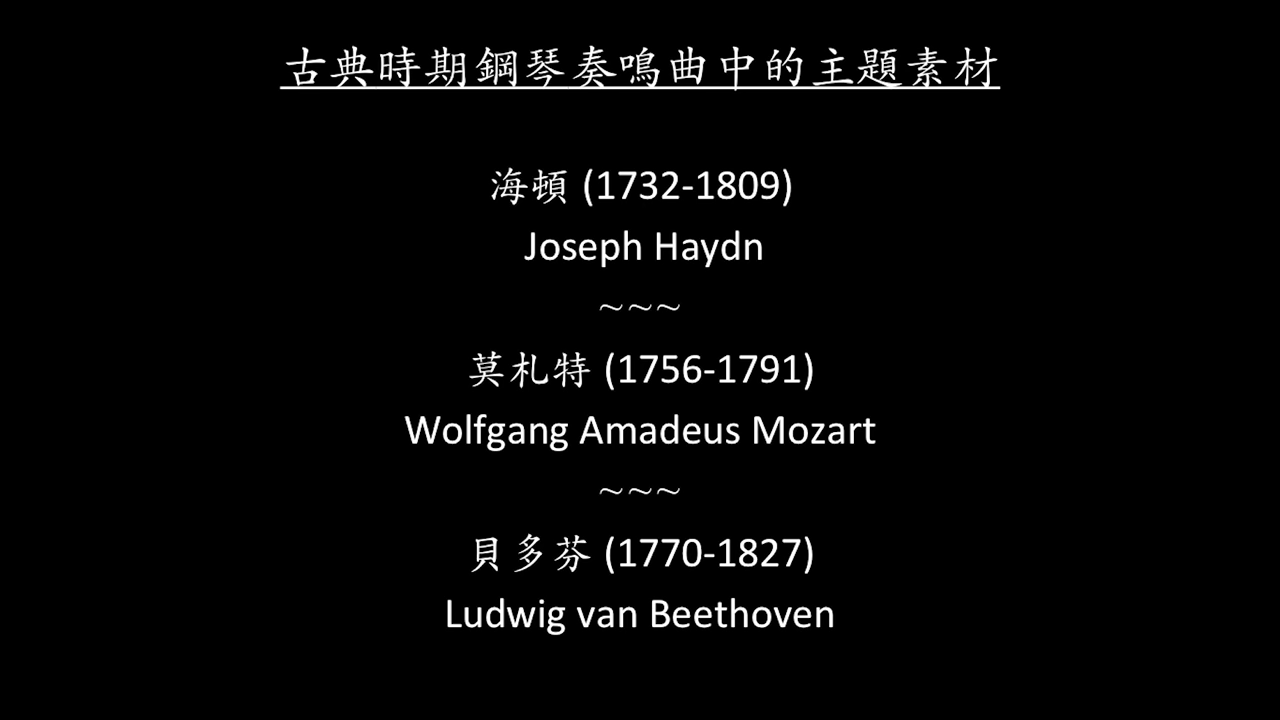 古典時期鋼琴奏鳴曲中的主題素材
海頓 (1732-1809)
Joseph Haydn
~~~
莫札特 (1756-1791)
Wolfgang Amadeus Mozart
~~~
貝多芬 (1770-1827)
Ludwig van Beethoven